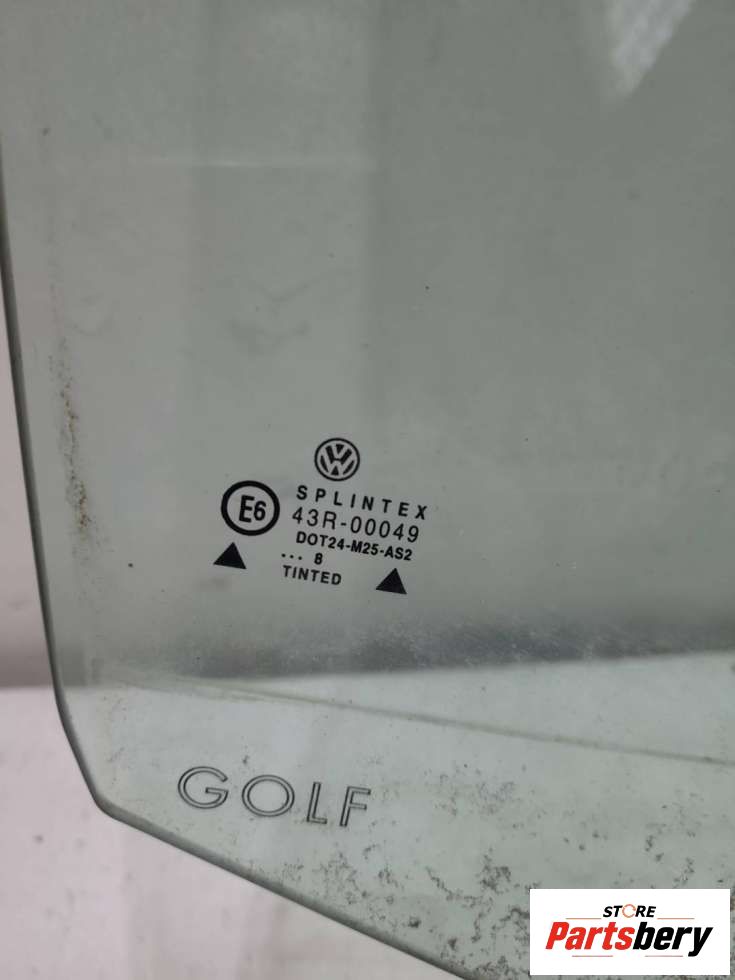 SPLINTEX
E6
43R-00049
DOT24-M25-AS2
... 8
TINTED
GOLF
STORE
Partsbery